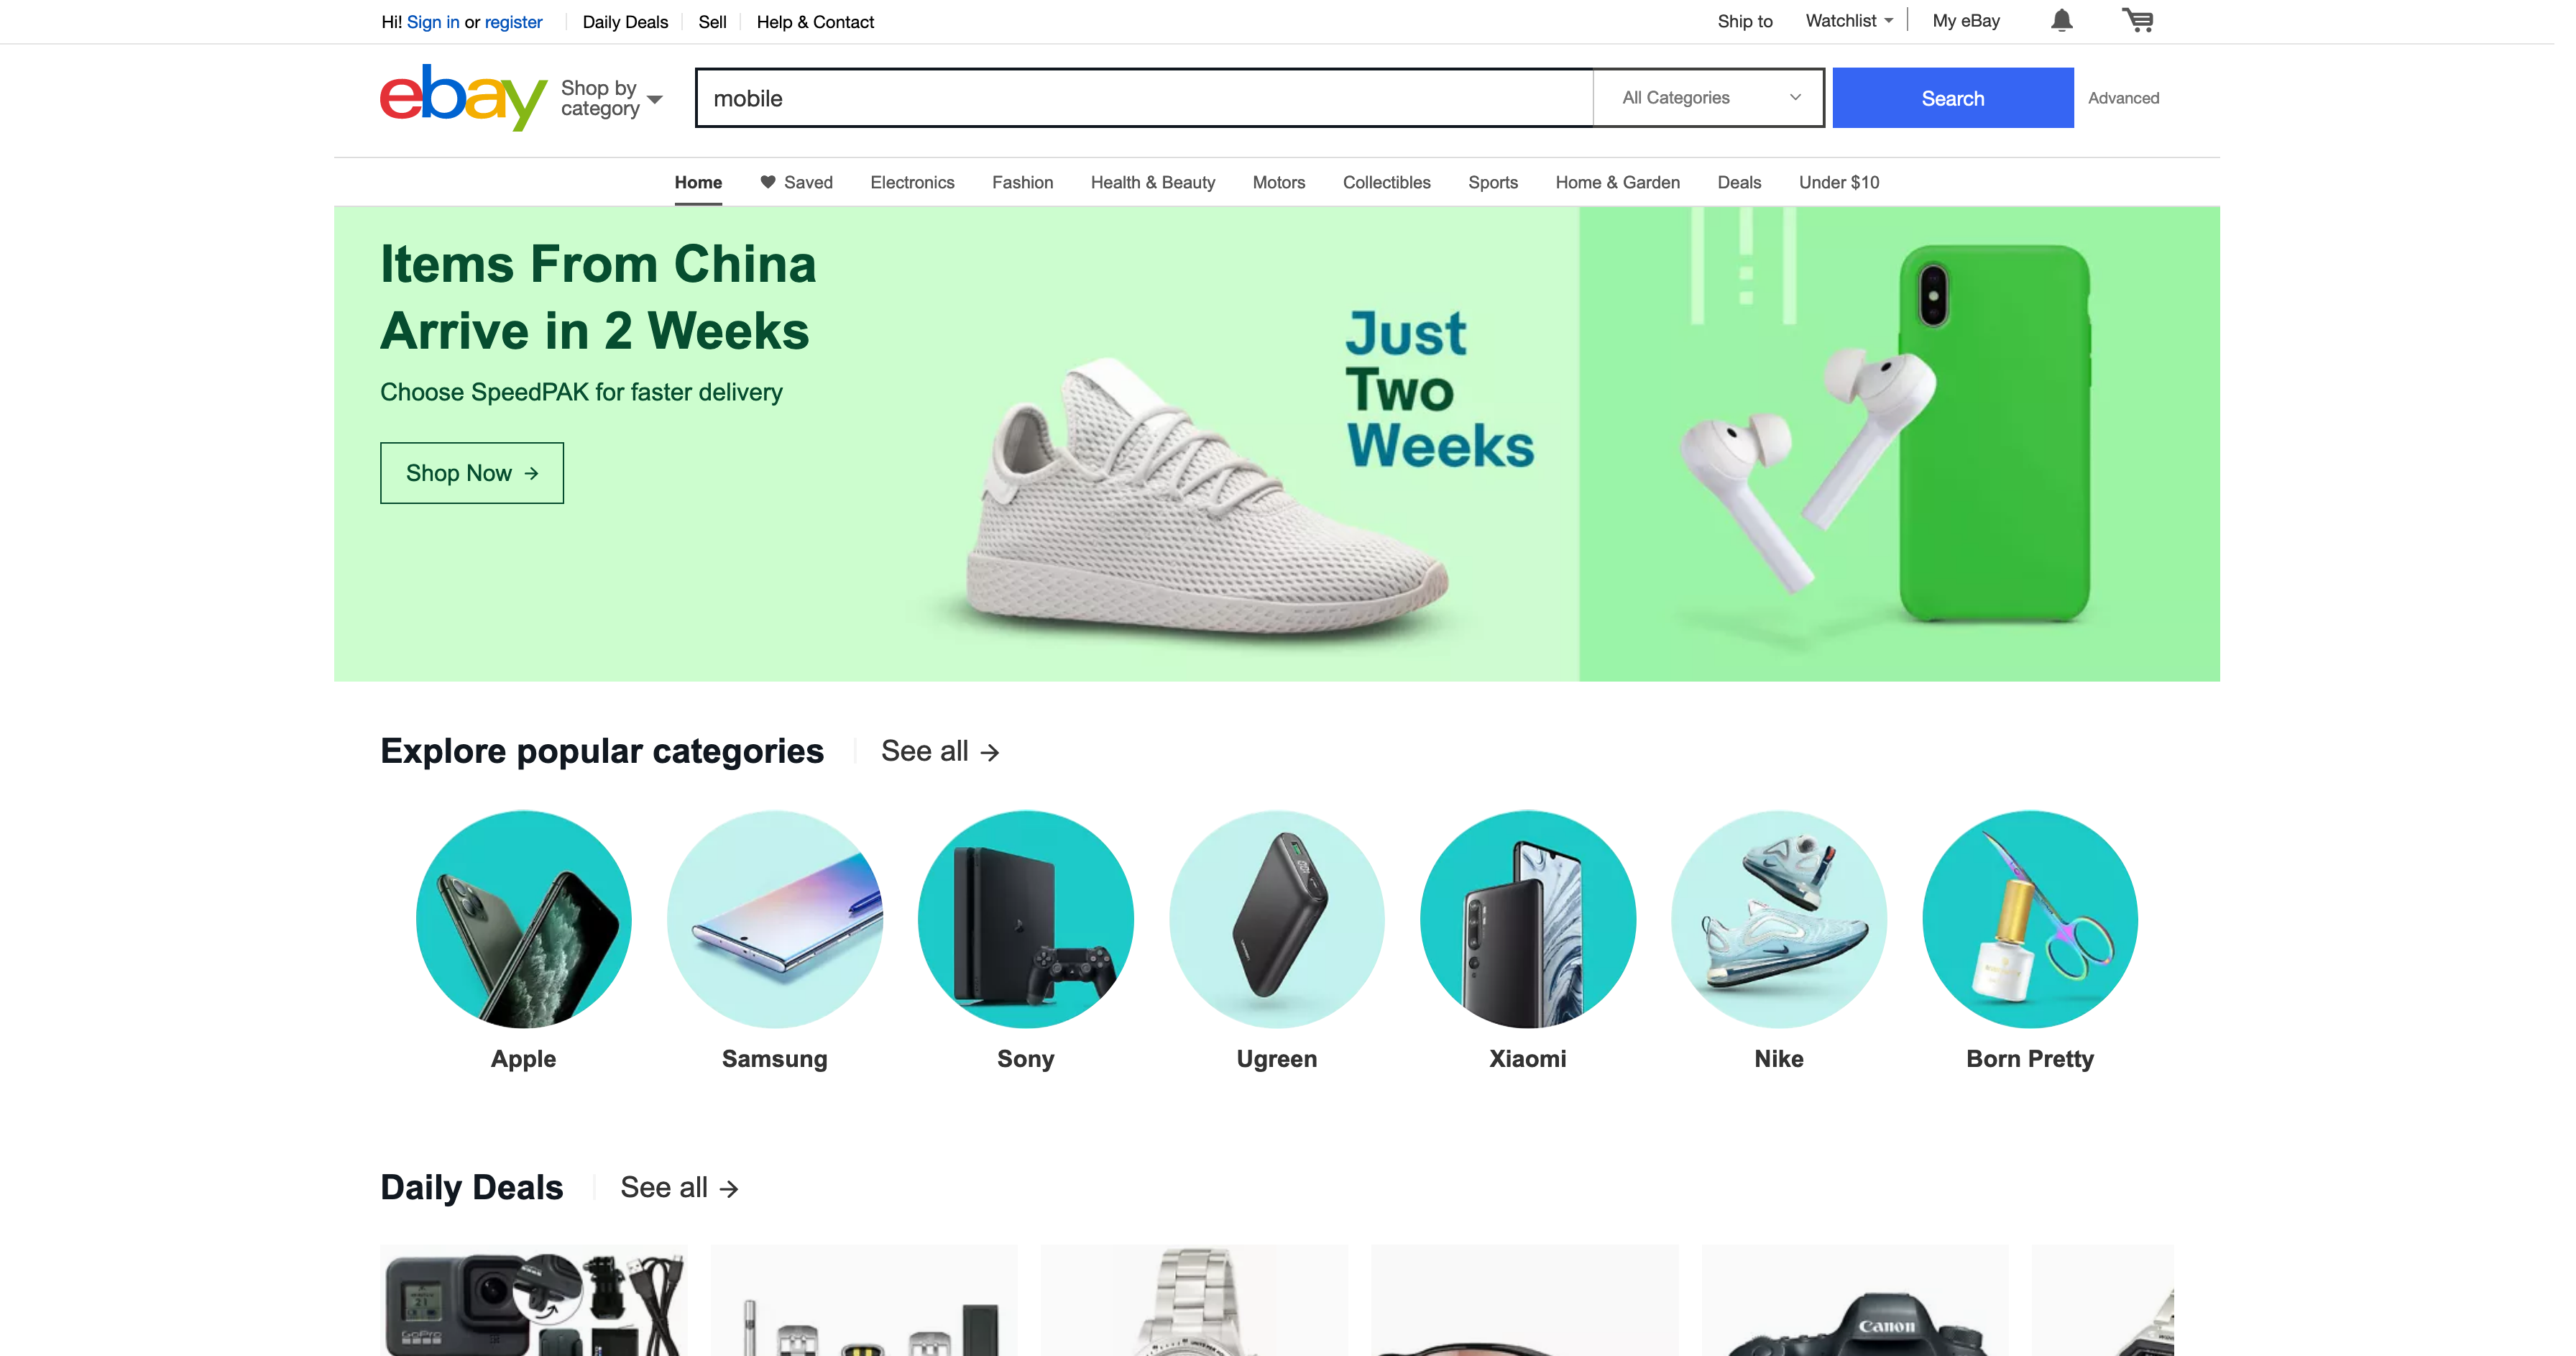 Hi! Sign in or register
Daily Deals
Sell
Help & Contact
Ship to
Watchlist
My eBay
ebay
Shop by
category
mobile
All Categories
Search
Advanced
Home
Saved
Electronics
Fashion
Health & Beauty
Motors
Collectibles
Sports
Home & Garden
Deals
Under $10
Items From China
Arrive in 2 Weeks
Choose SpeedPAK for faster delivery
Shop Now
Just
Two
Weeks
Explore popular categories
See all
Apple
Samsung
Sony
Ugreen
Xiaomi
Nike
Born Pretty
Daily Deals
See all
GoPro
Canon